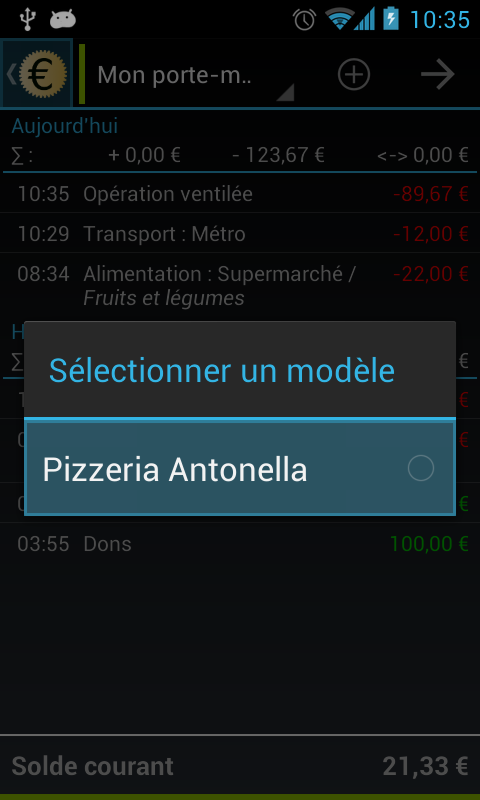 10:35
€
Mon porte-m..
Aujourd'hui
∑ : + 0,00 € - 123,67 € <-> 0,00 €
10:35 Opération ventilée -89,67 €
10:29 Transport : Métro -12,00 €
08:34 Alimentation : Supermarché / -22,00 €
Fruits et légumes
H
∑ €
Sélectionner un modèle
€
€
Pizzeria Antonella
€
03:55 Dons 100,00 €
Solde courant 21,33 €